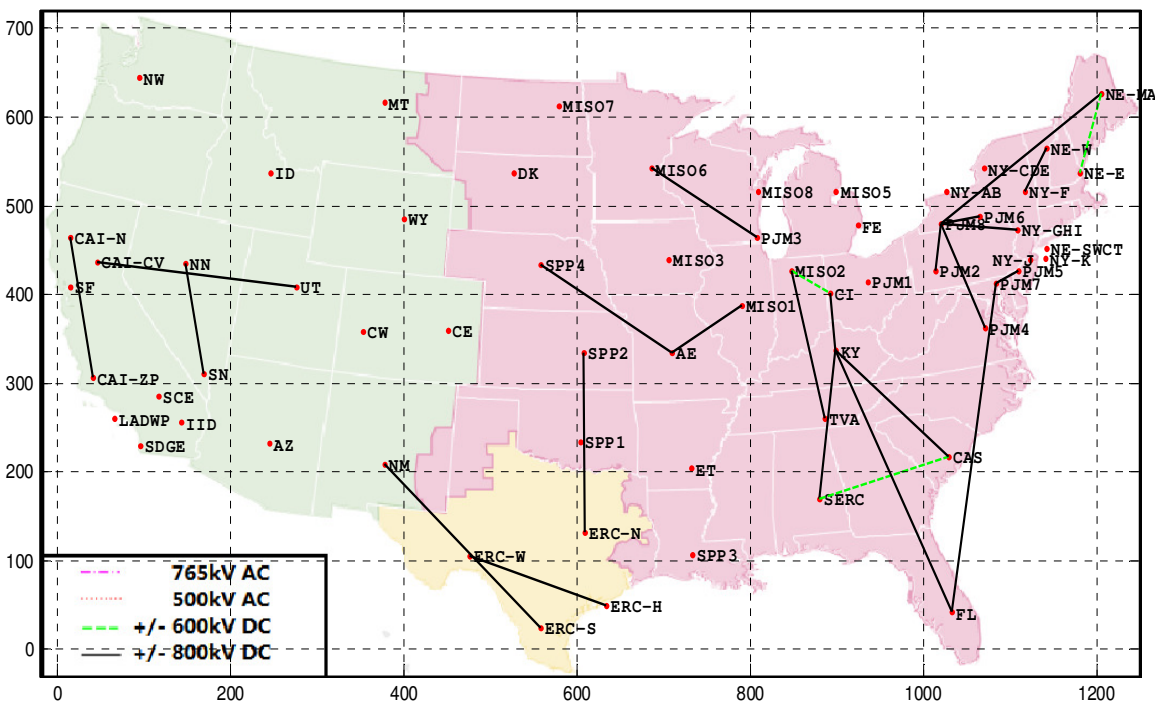 700
600
500
400
300
200
100
0
NW
MT
MISO7
NE-MA
NE-W
ID
DK
MISO6
MISO8
MISO5
NY-CDE
NE-E
NY-AB
NY-F
WY
FE
PJM8
PJM6
NY-GHI
CAI-N
PJM3
NE-SWCT
CAI-CV
NN
SPP4
MISO3
MISO2
NY-J
NY-K
PJM2
PJM5
SF
UT
PJM1
PJM7
CI
MISO1
CW
CE
SPP2
AE
KY
PJM4
CAI-ZP
SN
SCE
LADWP
IID
TVA
SDGE
AZ
SPP1
NM
ET
CAS
SERC
ERC-N
ERC-W
SPP3
ERC-H
FL
ERC-S
765kV AC
500kV AC
+/- 600kV DC
+/- 800kV DC
0 200 400 600 800 1000 1200